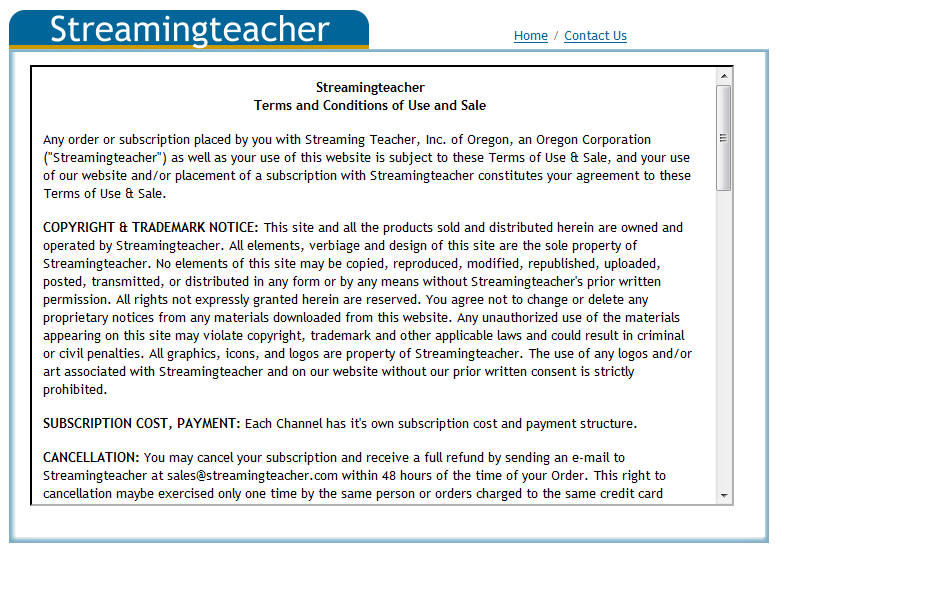 Streamingteacher
Home / Contact Us
Streamingteacher
Terms and Conditions of Use and Sale
Any order or subscription placed by you with Streaming Teacher, Inc. of Oregon, an Oregon Corporation
("Streamingteacher") as well as your use of this website is subject to these Terms of Use & Sale, and your use
of our website and/or placement of a subscription with Streamingteacher constitutes your agreement to these
Terms of Use & Sale.
COPYRIGHT & TRADEMARK NOTICE: This site and all the products sold and distributed herein are owned and
operated by Streamingteacher. All elements, verbiage and design of this site are the sole property of
Streamingteacher. No elements of this site may be copied, reproduced, modified, republished, uploaded,
posted, transmitted, or distributed in any form or by any means without Streamingteacher's prior written
permission. All rights not expressly granted herein are reserved. You agree not to change or delete any
proprietary notices from any materials downloaded from this website. Any unauthorized use of the materials
appearing on this site may violate copyright, trademark and other applicable laws and could result in criminal
or civil penalties. All graphics, icons, and logos are property of Streamingteacher. The use of any logos and/or
art associated with Streamingteacher and on our website without our prior written consent is strictly
prohibited.
SUBSCRIPTION COST, PAYMENT: Each Channel has it's own subscription cost and payment structure.
CANCELLATION: You may cancel your subscription and receive a full refund by sending an e-mail to
Streamingteacher at sales@streamingteacher.com within 48 hours of the time of your Order. This right to
cancellation maybe exercised only one time by the same person or orders charged to the same credit card